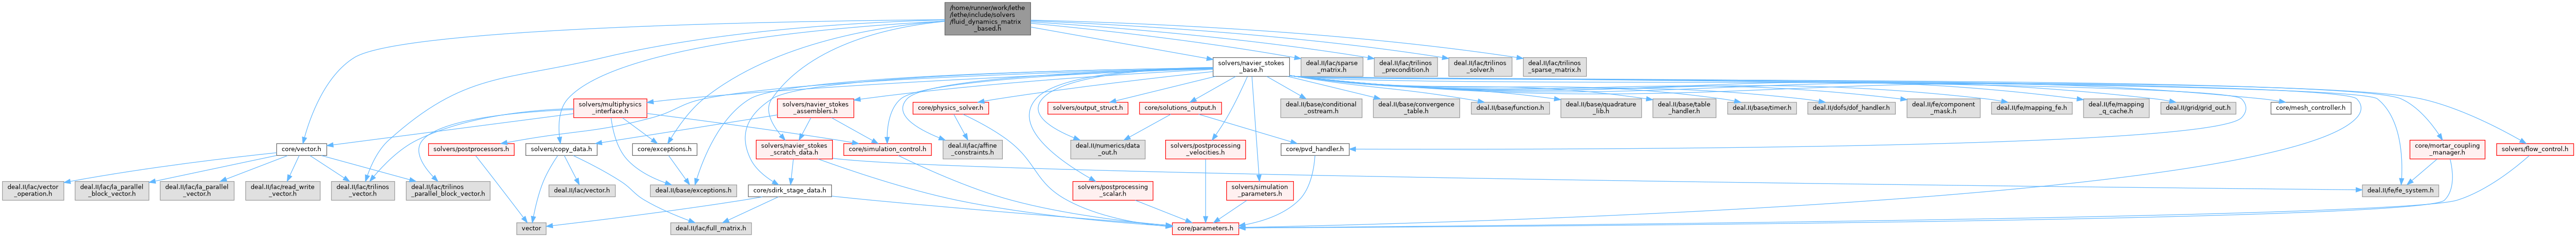 /home/runner/work/lethe
/lethe/include/solvers
/fluid_dynamics_matrix
_based.h
solvers/navier_stokes
_base.h
deal.II/lac/sparse
_matrix.h
deal.II/lac/trilinos
_precondition.h
deal.II/lac/trilinos
_solver.h
deal.II/lac/trilinos
_sparse_matrix.h
solvers/multiphysics
_interface.h
solvers/navier_stokes
_assemblers.h
core/physics_solver.h
solvers/output_struct.h
core/solutions_output.h
deal.II/base/conditional
_ostream.h
deal.II/base/convergence
_table.h
deal.II/base/function.h
deal.II/base/quadrature
_lib.h
deal.II/base/table
_handler.h
deal.II/base/timer.h
deal.II/dofs/dof_handler.h
deal.II/fe/component
_mask.h
deal.II/fe/mapping_fe.h
deal.II/fe/mapping
_q_cache.h
deal.II/grid/grid_out.h
core/mesh_controller.h
core/vector.h
solvers/postprocessors.h
solvers/copy_data.h
core/exceptions.h
solvers/navier_stokes
_scratch_data.h
core/simulation_control.h
deal.II/lac/affine
_constraints.h
deal.II/numerics/data
_out.h
solvers/postprocessing
_velocities.h
core/pvd_handler.h
core/mortar_coupling
_manager.h
solvers/flow_control.h
deal.II/lac/vector
_operation.h
deal.II/lac/la_parallel
_block_vector.h
deal.II/lac/la_parallel
_vector.h
deal.II/lac/read_write
_vector.h
deal.II/lac/trilinos
_vector.h
deal.II/lac/trilinos
_parallel_block_vector.h
deal.II/lac/vector.h
deal.II/base/exceptions.h
core/sdirk_stage_data.h
solvers/postprocessing
_scalar.h
solvers/simulation
_parameters.h
deal.II/fe/fe_system.h
vector
deal.II/lac/full_matrix.h
core/parameters.h